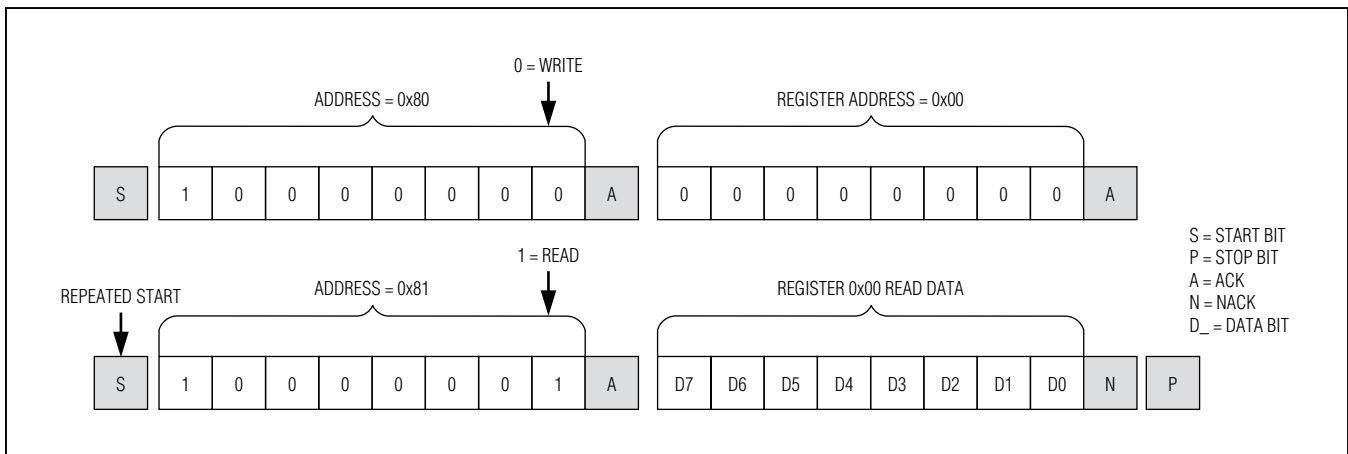 0 = WRITE
ADDRESS = 0x80 REGISTER ADDRESS = 0x00
S 1 0 0 0 0 0 0 0 A 0 0 0 0 0 0 0 0 A
1 = READ
REPEATED START ADDRESS = 0x81 REGISTER 0x00 READ DATA
S 1 0 0 0 0 0 0 1 A D7 D6 D5 D4 D3 D2 D1 D0 N P
S = START BIT
P = STOP BIT
A = ACK
N = NACK
D_ = DATA BIT